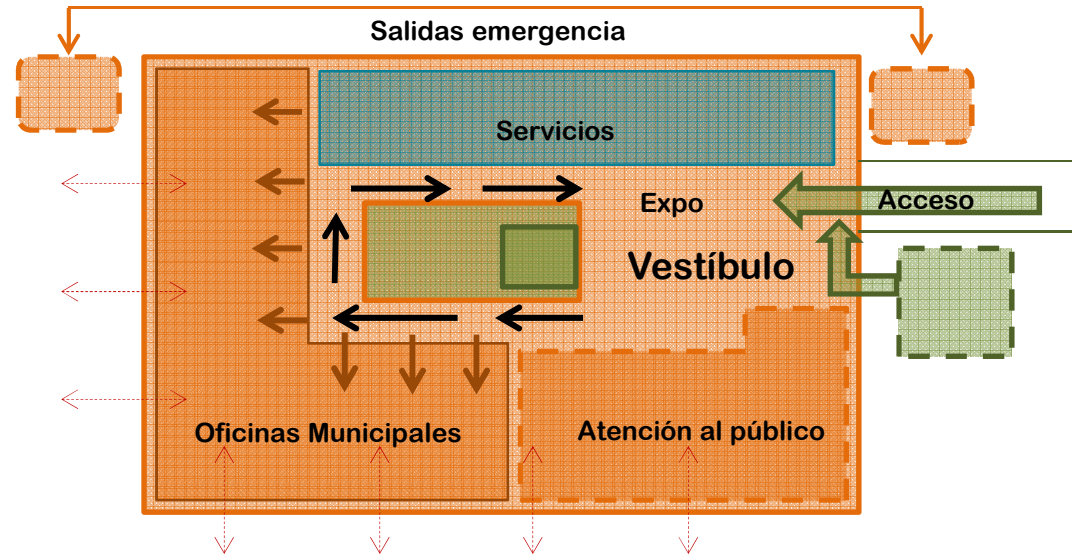 Salidas emergencia
Servicios
Expo
Acceso
Vestíbulo
Oficinas Municipales
Atención al público